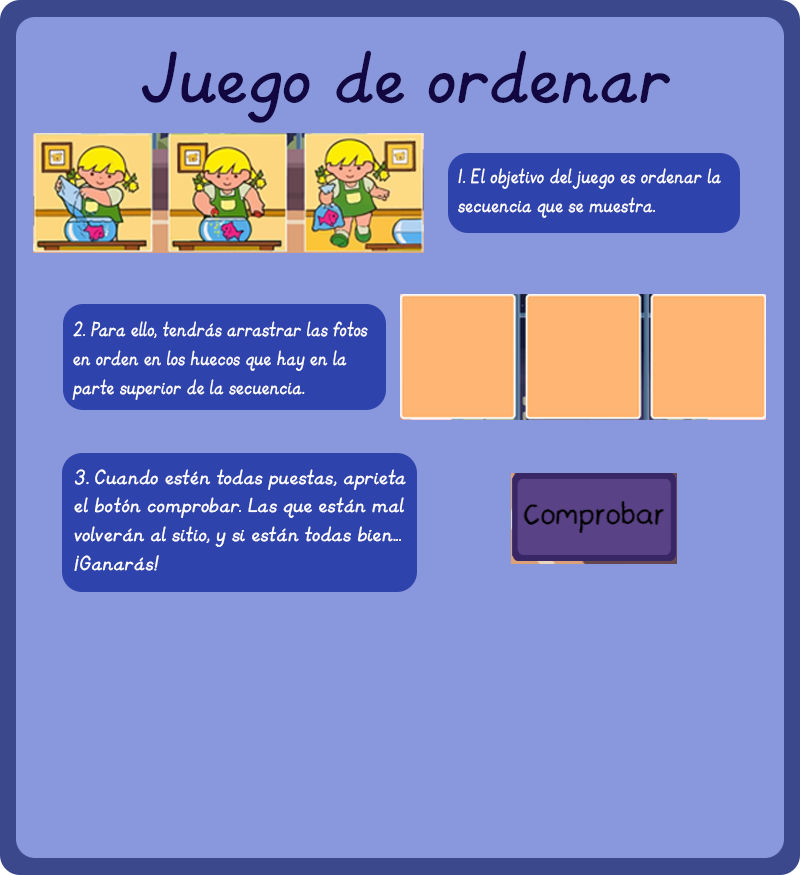 Juego de ordenar
1. El objetivo del juego es ordenar la
secuencia que se muestra.
2. Para ello, tendrás arrastrar las fotos
en orden en los huecos que hay en la
parte superior de la secuencia.
3. Cuando estén todas puestas, aprieta
el botón comprobar. Las que están mal
volverán al sitio, y si están todas bien...
¡Ganarás!
Comprobar